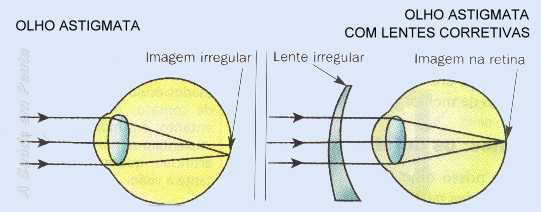 OLHO ASTIGMATA
OLHO ASTIGMATA
COM LENTES CORRETIVAS
Imagem irregular
Lente irregular
Imagem na retina